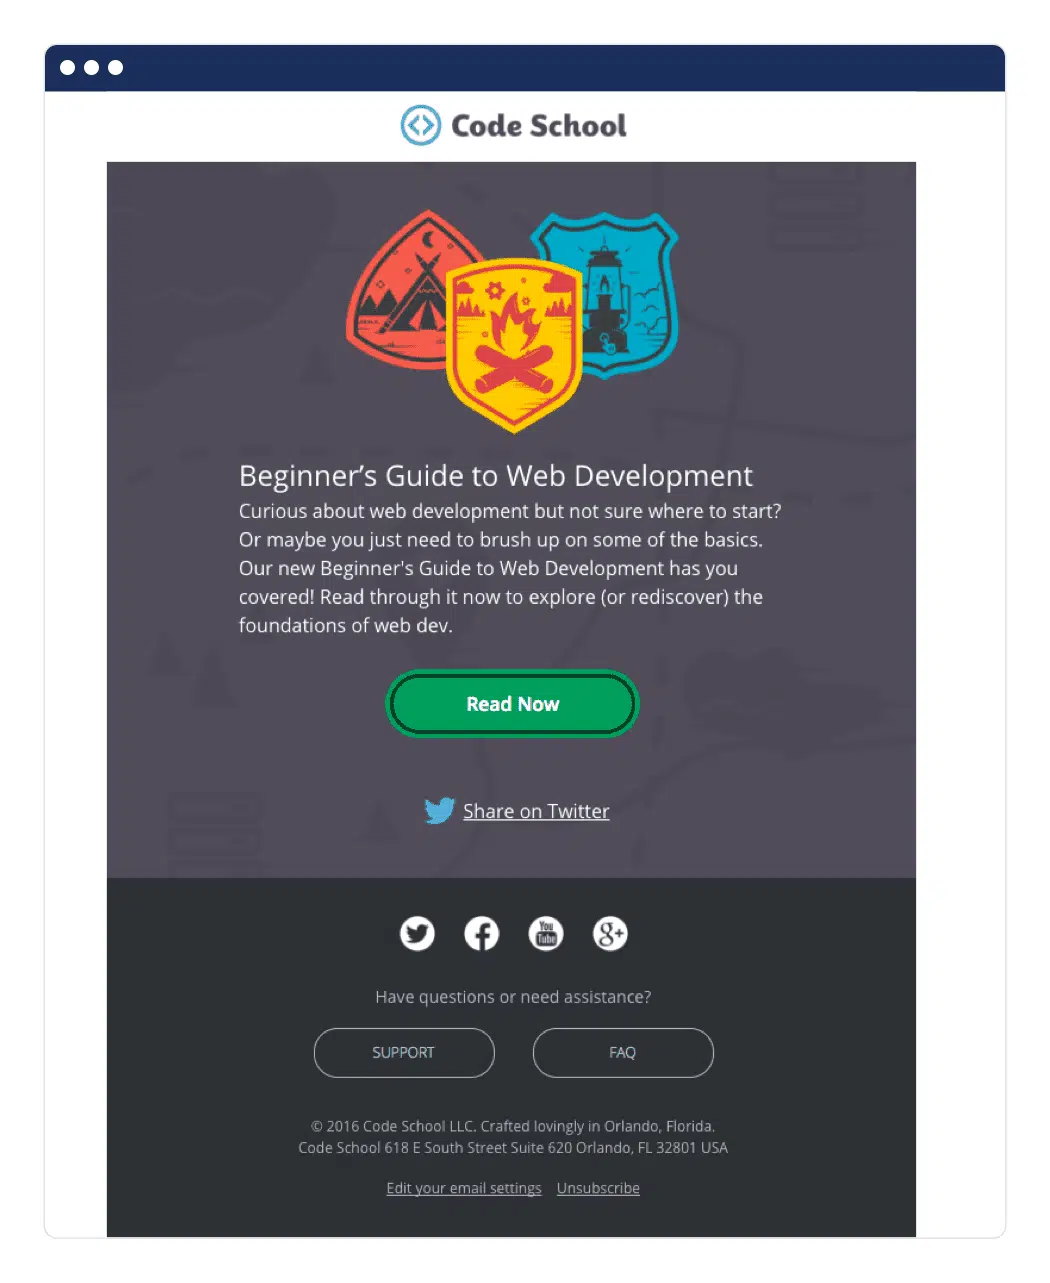 Code School
Beginner’s Guide to Web Development
Curious about web development but not sure where to start?
Or maybe you just need to brush up on some of the basics.
Our new Beginner's Guide to Web Development has you
covered! Read through it now to explore (or rediscover) the
foundations of web dev.
Read Now
Share on Twitter
You
Tube
g+
Have questions or need assistance?
SUPPORT FAQ
© 2016 Code School LLC. Crafted lovingly in Orlando, Florida.
Code School 618 E South Street Suite 620 Orlando, FL 32801 USA
Edit your email settings Unsubscribe